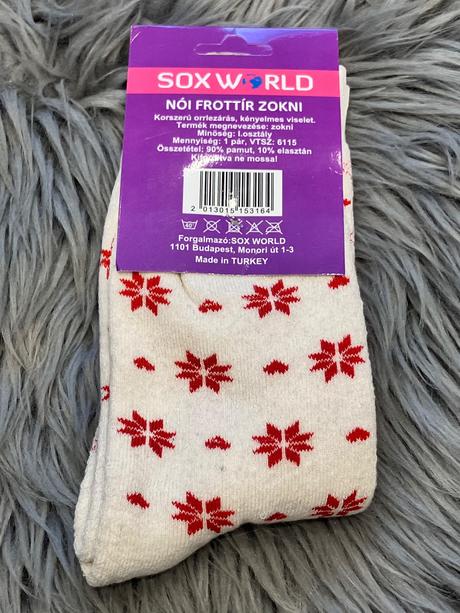 SOX WORLD
NÓI FROTTÍR ZOKNI
Korszerű orrlezárás, kényelmes viselet.
Termék megnevezése: zokni
Minőség: I.osztály
Mennyiség: 1 pár, VTSZ: 6115
Összetétel: 90% pamut, 10% elasztán
Kifordítva ne mossa!
2 013015 153164
40°
Forgalmazó:SOX WORLD
1101 Budapest, Monori út 1-3
Made in TURKEY